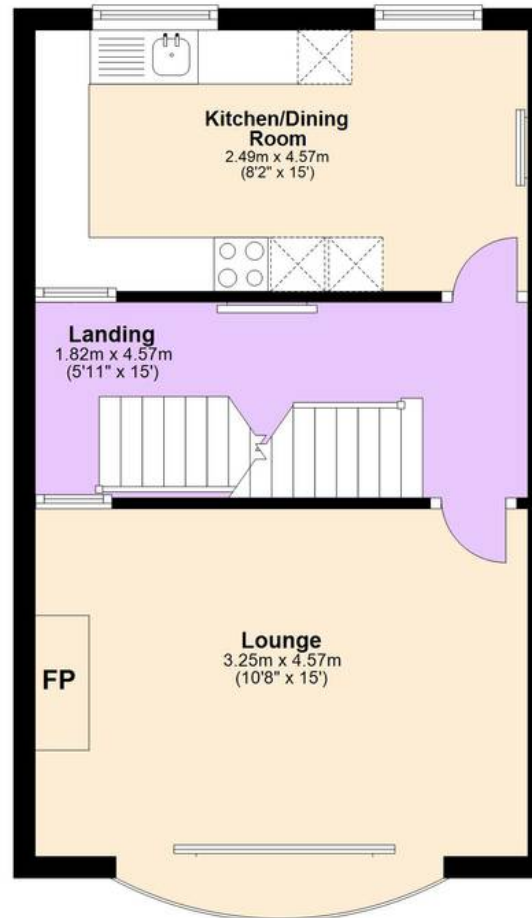 Kitchen/Dining
Room
2.49m x 4.57m
(8'2" x 15')
Landing
1.82m x 4.57m
(5'11" x 15')
Lounge
3.25m x 4.57m
(10'8" x 15')
FP